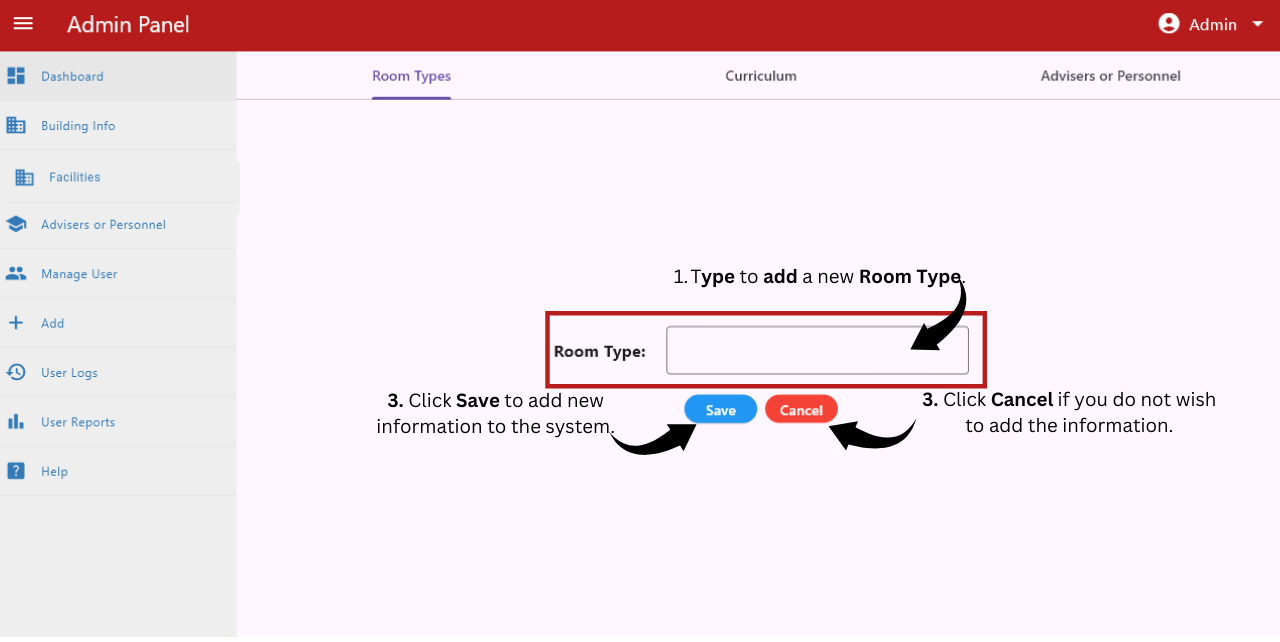 Admin Panel
Admin
Dashboard
Building Info
Facilities
Advisers or Personnel
Manage User
Add
User Logs
User Reports
Help
Room Types
Curriculum
Advisers or Personnel
1. Type to add a new Room Type.
Room Type:
3. Click Save to add new
information to the system.
Save
Cancel
3. Click Cancel if you do not wish
to add the information.